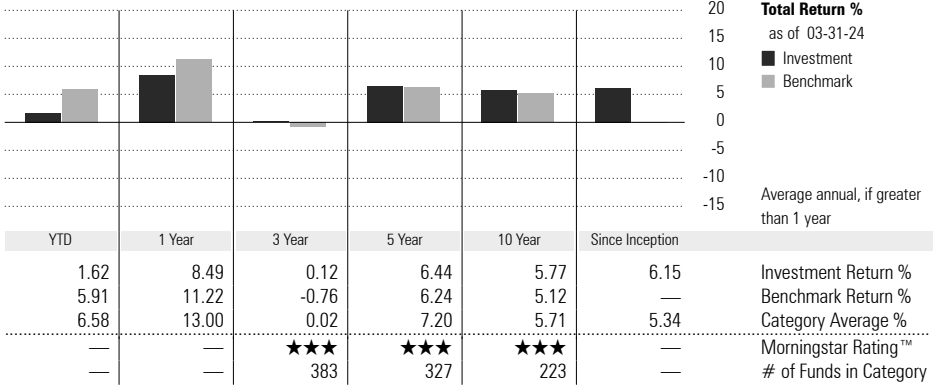 20
15
10
5
0
-5
-10
-15
Total Return %
as of 03-31-24
Investment
Benchmark
Average annual, if greater
than 1 year
YTD 1 Year 3 Year 5 Year 10 Year Since Inception
1.62 8.49 0.12 6.44 5.77 6.15 Investment Return %
5.91 11.22 -0.76 6.24 5.12 — Benchmark Return %
6.58 13.00 0.02 7.20 5.71 5.34 Category Average %
— — ★★★ ★★★ ★★★ — Morningstar Rating™
— — 383 327 223 — # of Funds in Category